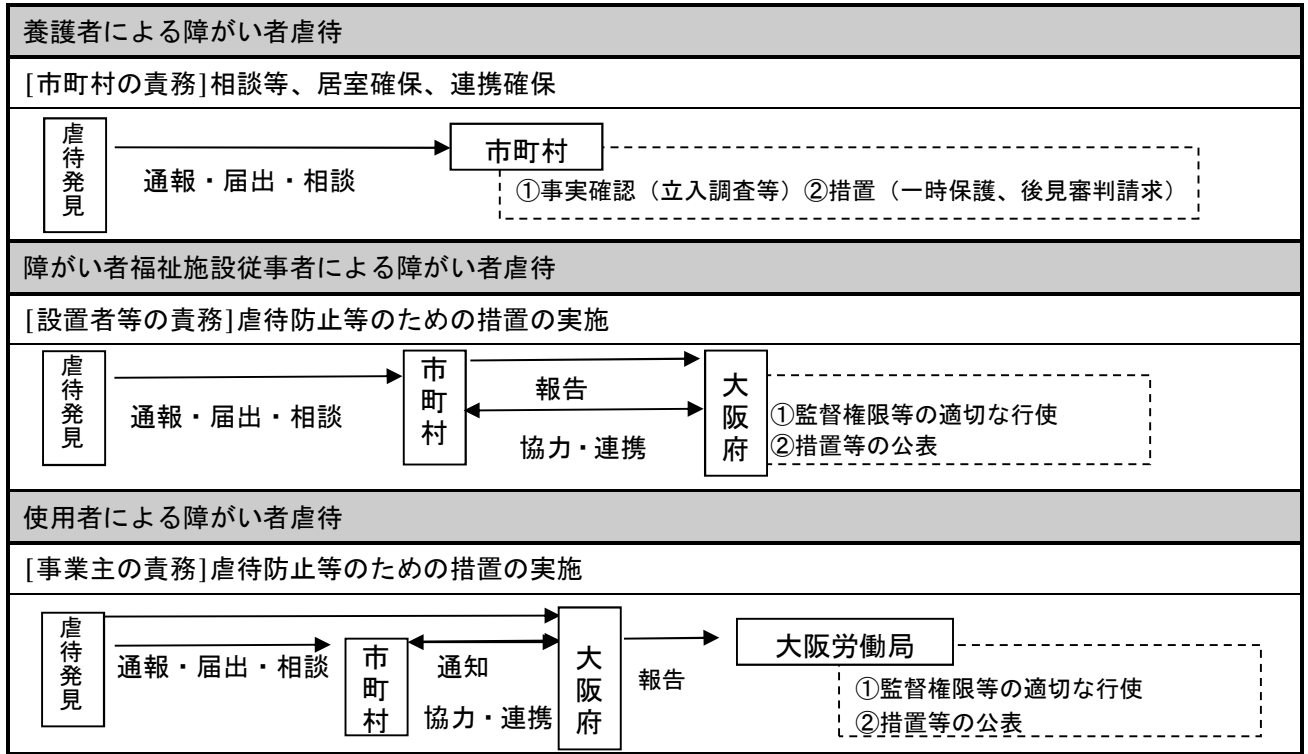 養護者による障がい者虐待
[市町村の責務]相談等、居室確保、連携確保
虐待発見
通報・届出・相談
市町村
①事実確認（立入調査等）②措置（一時保護、後見審判請求）
障がい者福祉施設従事者による障がい者虐待
[設置者等の責務]虐待防止等のための措置の実施
虐待発見
通報・届出・相談
市町村
報告
協力・連携
大阪府
①監督権限等の適切な行使
②措置等の公表
使用者による障がい者虐待
[事業主の責務]虐待防止等のための措置の実施
虐待発見
通報・届出・相談
市町村
通知
協力・連携
大阪府
報告
大阪労働局
①監督権限等の適切な行使
②措置等の公表